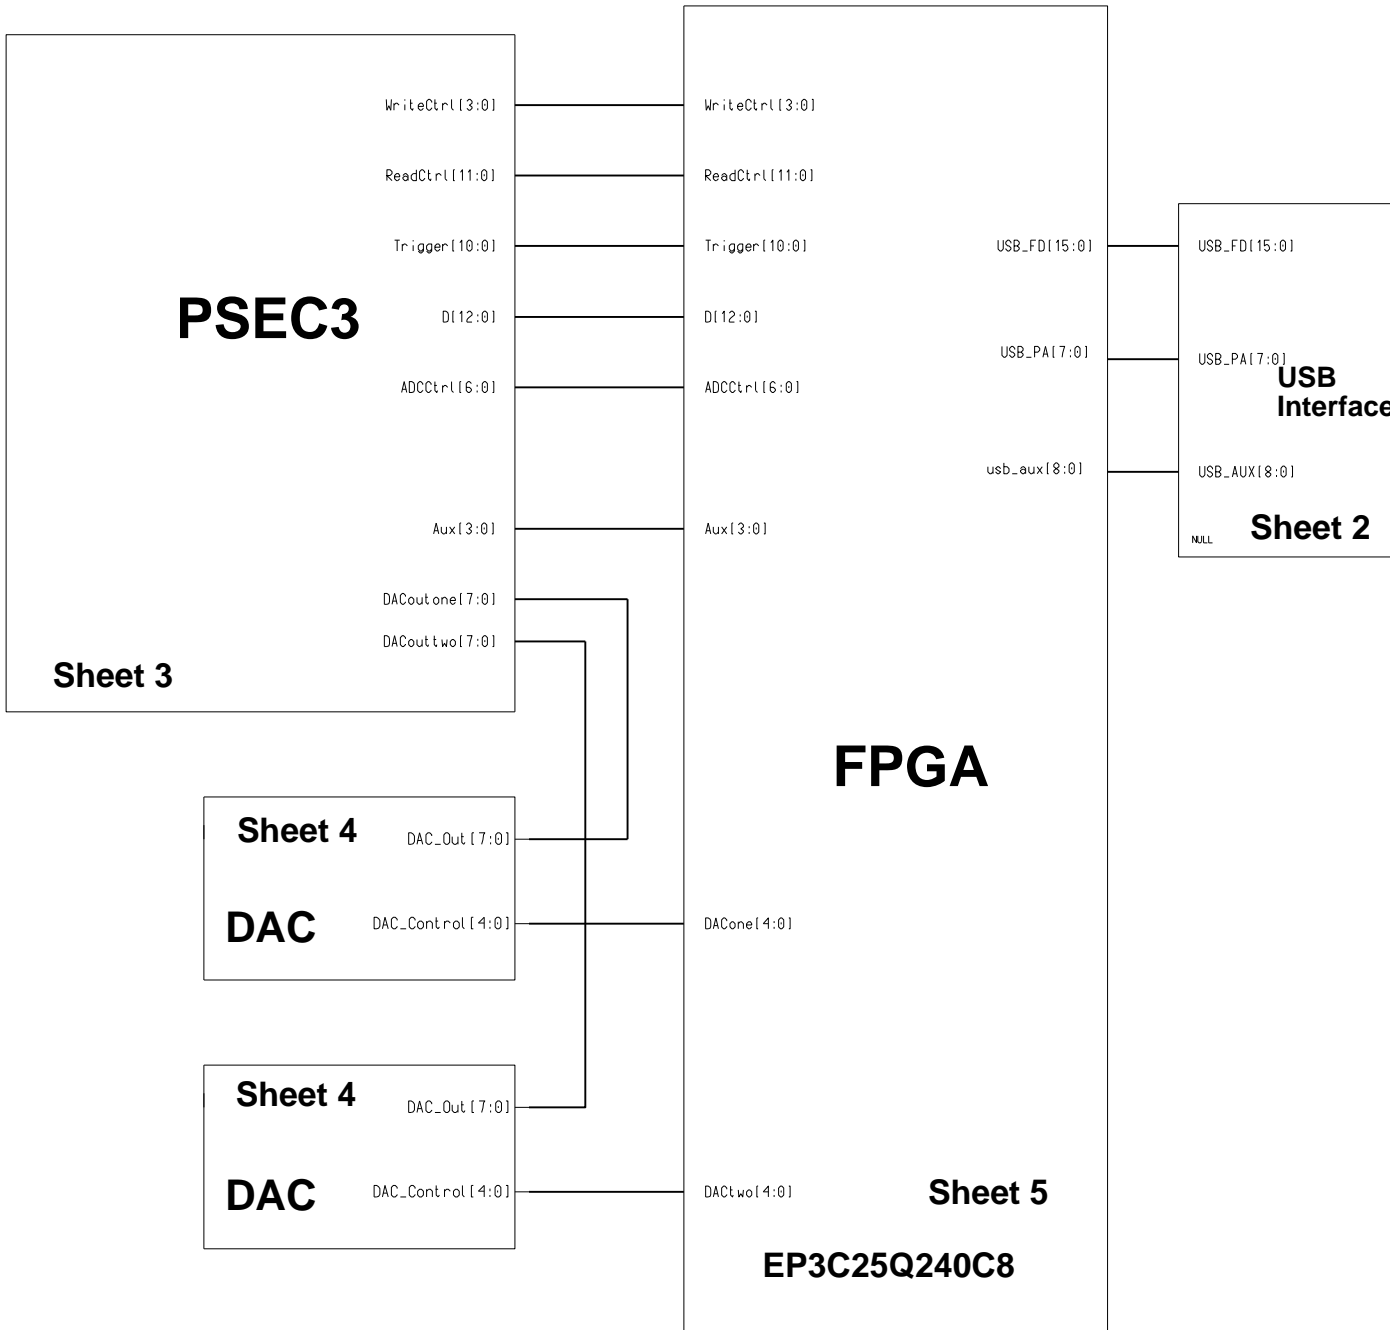 WriteCtrl[3:0]
ReadCtrl[11:0]
Trigger[10:0]
PSEC3
D[12:0]
ADCCtrl[6:0]
Aux[3:0]
DACoutone[7:0]
DACouttwo[7:0]
Sheet 3
Sheet 4
DAC_Out[7:0]
DAC
DAC_Control[4:0]
Sheet 4
DAC_Out[7:0]
DAC
DAC_Control[4:0]
WriteCtrl[3:0]
ReadCtrl[11:0]
Trigger[10:0]
D[12:0]
ADCCtrl[6:0]
Aux[3:0]
USB_FD[15:0]
USB_PA[7:0]
usb_aux[8:0]
FPGA
DACone[4:0]
DACtwo[4:0]
Sheet 5
EP3C25Q240C8
USB_FD[15:0]
USB_PA[7:0]
USB
Interface
USB_AUX[8:0]
Sheet 2
NULL